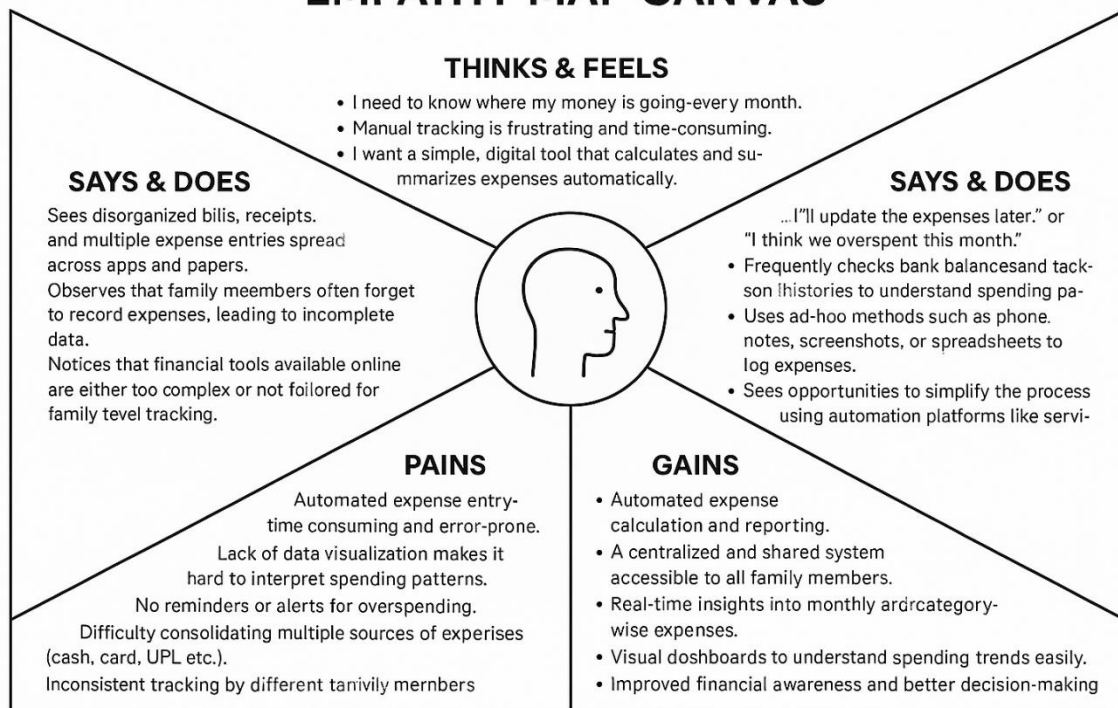 EMPATHY MAP CANVAS
THINKS & FEELS
• I need to know where my money is going-every month.
• Manual tracking is frustrating and time-consuming.
• I want a simple, digital tool that calculates and su-
mmarizes expenses automatically.
SAYS & DOES
Sees disorganized bilis, receipts.
and multiple expense entries spread
across apps and papers.
Observes that family meembers often forget
to record expenses, leading to incomplete
data.
Notices that financial tools available online
are either too complex or not foilored for
family tevel tracking.
SAYS & DOES
...I"ll update the expenses later." or
"I think we overspent this month."
• Frequently checks bank balancesand tack-
son lhistories to understand spending pa-
• Uses ad-hoo methods such as phone.
notes, screenshots, or spreadsheets to
log expenses.
• Sees opportunities to simplify the process
using automation platforms like servi-
PAINS
Automated expense entry-
time consuming and error-prone.
Lack of data visualization makes it
hard to interpret spending patterns.
No reminders or alerts for overspending.
Difficulty consolidating multiple sources of experises
(cash, card, UPL etc.).
Inconsistent tracking by different tanivily mernbers
GAINS
• Automated expense
calculation and reporting.
• A centralized and shared system
accessible to all family members.
• Real-time insights into monthly ardrcategory-
wise expenses.
• Visual doshboards to understand spending trends easily.
• Improved financial awareness and better decision-making